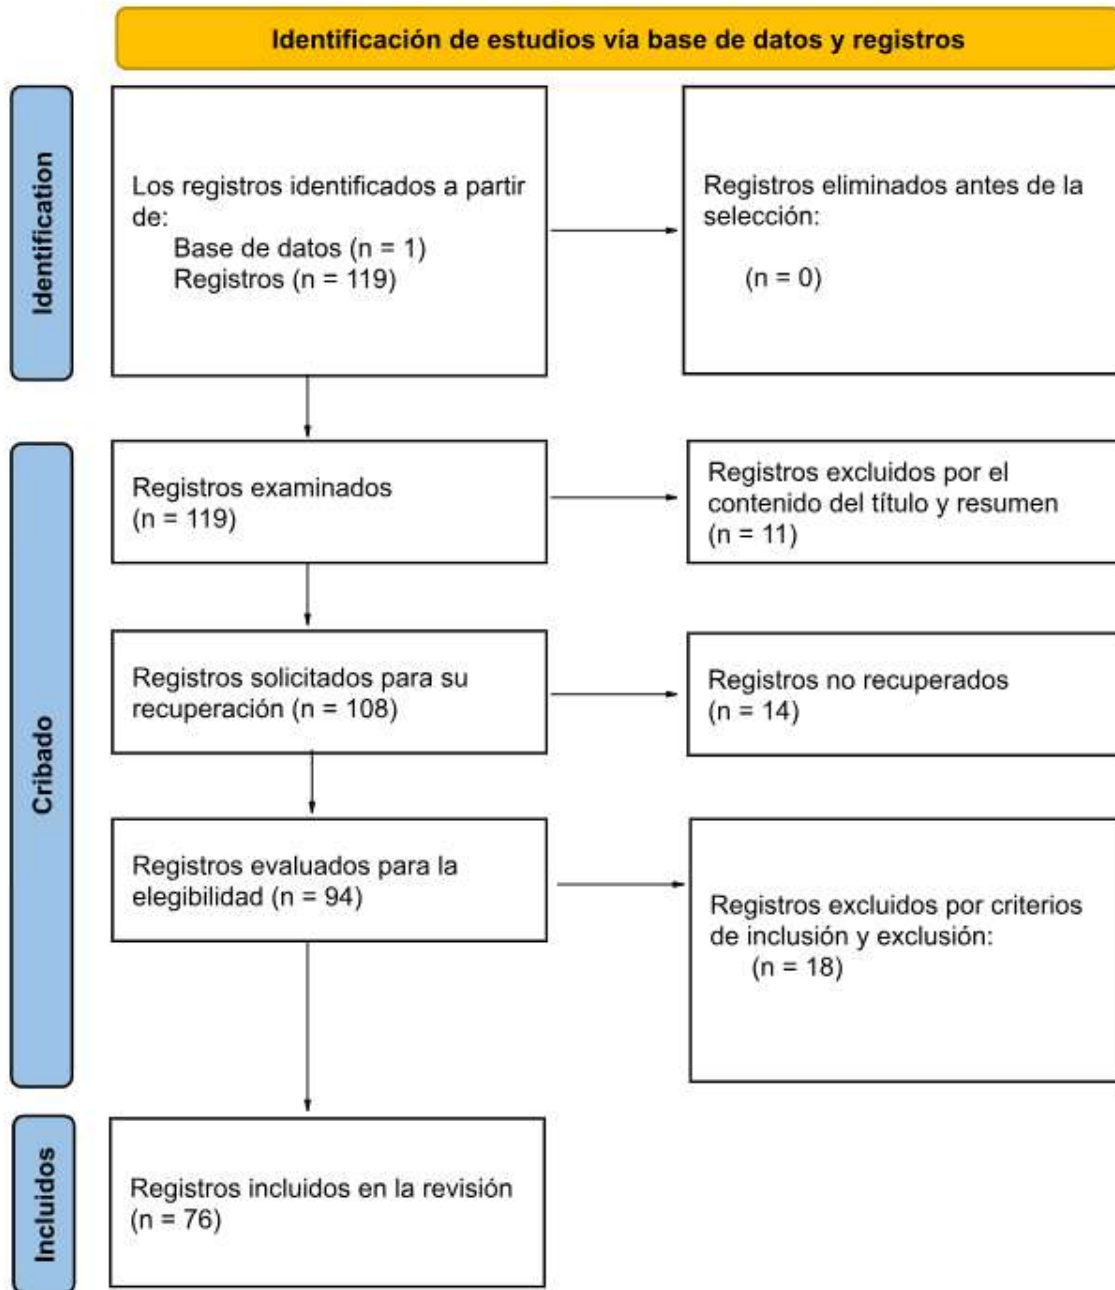 Identificación de estudios vía base de datos y registros
Identification
Los registros identificados a partir
de:
Base de datos (n = 1)
Registros (n = 119)
Registros eliminados antes de la
selección:
(n = 0)
Cribado
Registros examinados
(n = 119)
Registros excluidos por el
contenido del título y resumen
(n = 11)
Registros solicitados para su
recuperación (n = 108)
Registros no recuperados
(n = 14)
Registros evaluados para la
elegibilidad (n = 94)
Registros excluidos por criterios
de inclusión y exclusión:
(n = 18)
Incluidos
Registros incluidos en la revisión
(n = 76)